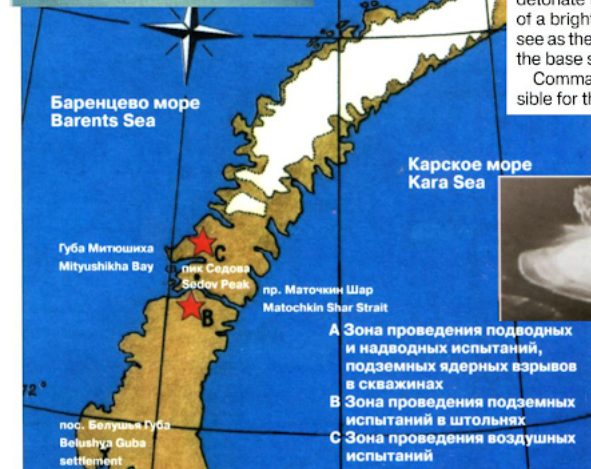 detonate
of a bright
see as the
the base s
Comma
sible for th
Баренцево море
Barents Sea
Карское море
Kara Sea
Губа Митюшиха
Mityushikha Bay
C
пик Седова
Sedov Peak
пр. Маточкин Шар
Matochkin Shar Strait
B
А Зона проведения подводных
и надводных испытаний,
подземных ядерных взрывов
в скважинах
В Зона проведения подземных
испытаний в штольнях
С Зона проведения воздушных
испытаний
72°
пос. Белушья Губа
Belushya Guba
settlement